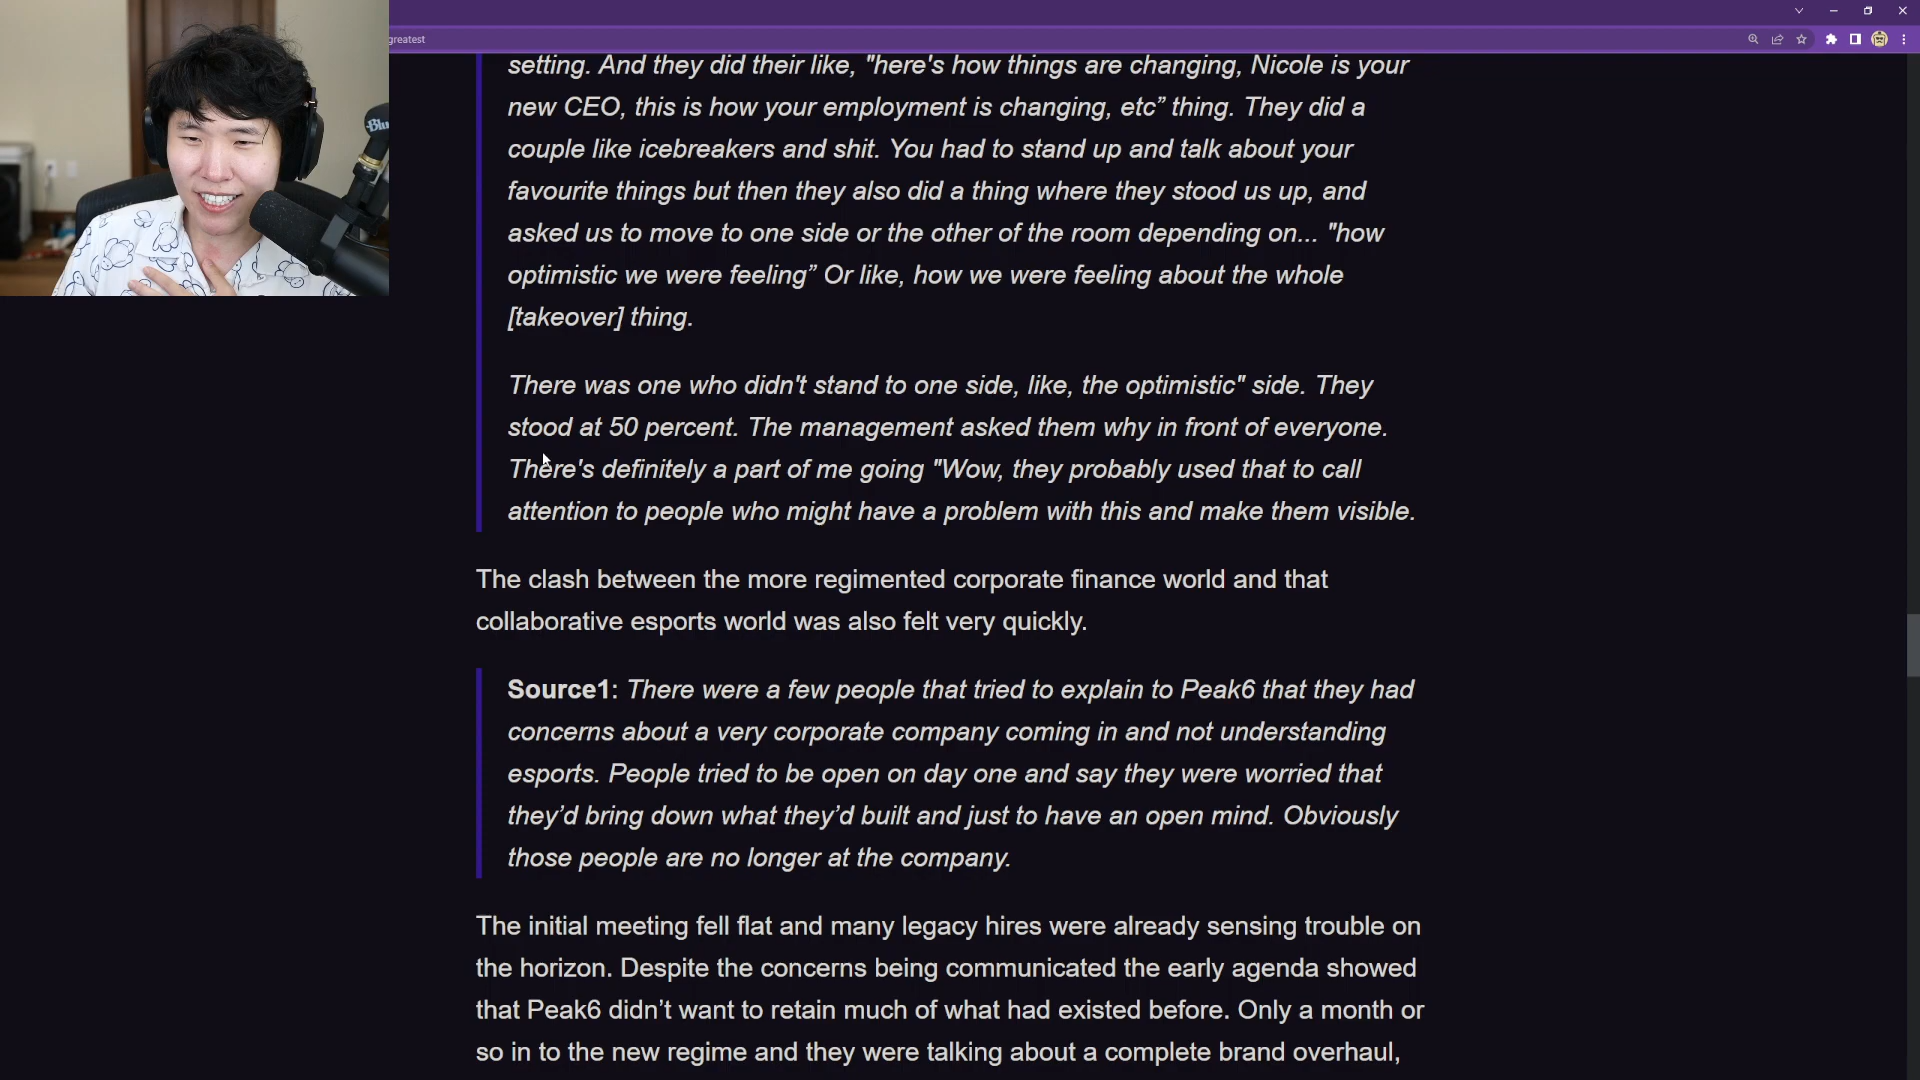 greatest
setting. And they did their like, "here's how things are changing, Nicole is your
new CEO, this is how your employment is changing, etc” thing. They did a
couple like icebreakers and shit. You had to stand up and talk about your
favourite things but then they also did a thing where they stood us up, and
asked us to move to one side or the other of the room depending on... "how
optimistic we were feeling” Or like, how we were feeling about the whole
[takeover] thing.
There was one who didn't stand to one side, like, the optimistic" side. They
stood at 50 percent. The management asked them why in front of everyone.
There's definitely a part of me going "Wow, they probably used that to call
attention to people who might have a problem with this and make them visible.
The clash between the more regimented corporate finance world and that
collaborative esports world was also felt very quickly.
Source1: There were a few people that tried to explain to Peak6 that they had
concerns about a very corporate company coming in and not understanding
esports. People tried to be open on day one and say they were worried that
they’d bring down what they’d built and just to have an open mind. Obviously
those people are no longer at the company.
The initial meeting fell flat and many legacy hires were already sensing trouble on
the horizon. Despite the concerns being communicated the early agenda showed
that Peak6 didn’t want to retain much of what had existed before. Only a month or
so in to the new regime and they were talking about a complete brand overhaul,